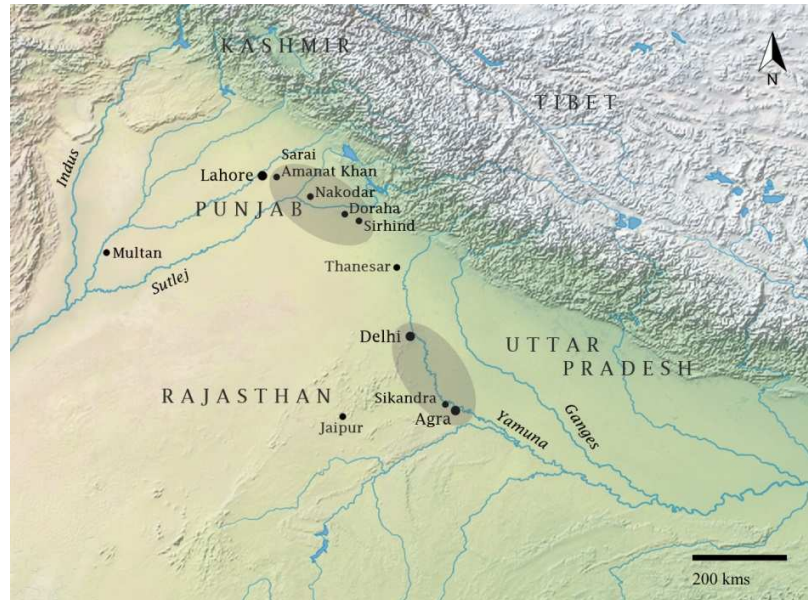 KASHMIR
N
TIBET
Indus
Sarai
Amanat Khan
Lahore
Nakodar
PUNJAB
Doraha
Sirhind
Multan
Sutlej
Thanesar
Delhi
UTTAR
PRADESH
RAJASTHAN
Sikandra
Agra
Jaipur
Yamuna
Ganges
200 kms